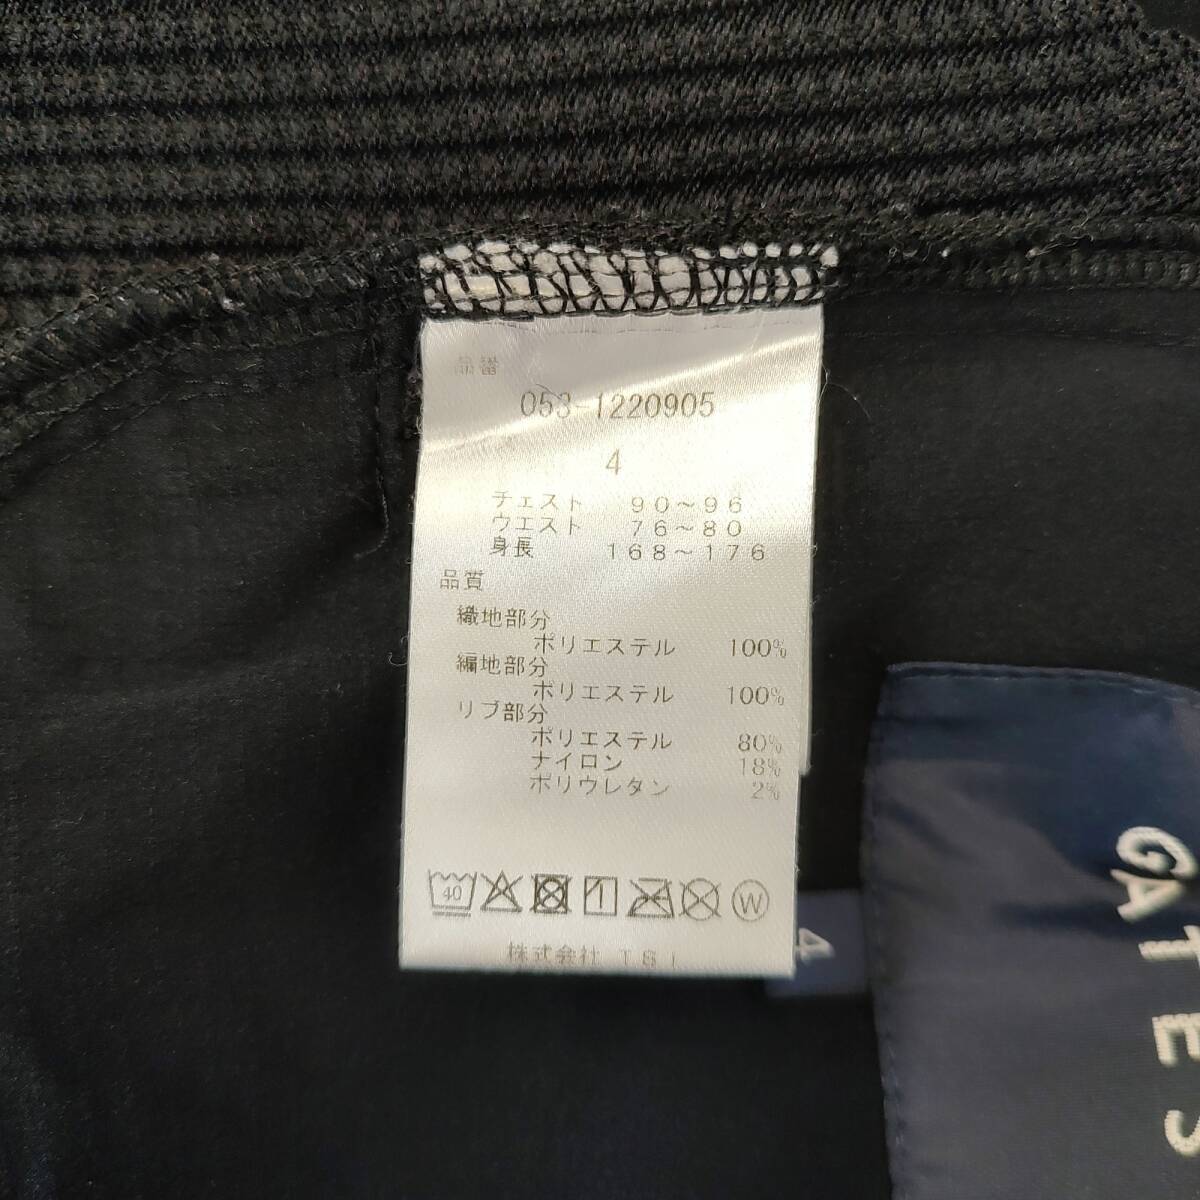 品番
053-1220905
4
チェスト 90～96
ウエスト 76～80
身長 168～176
品質
織地部分
ポリエステル 100%
編地部分
ポリエステル 100%
リブ部分
ポリエステル 80%
ナイロン 18%
ポリウレタン 2%
40
W
株式会社 TSI
4
GATES